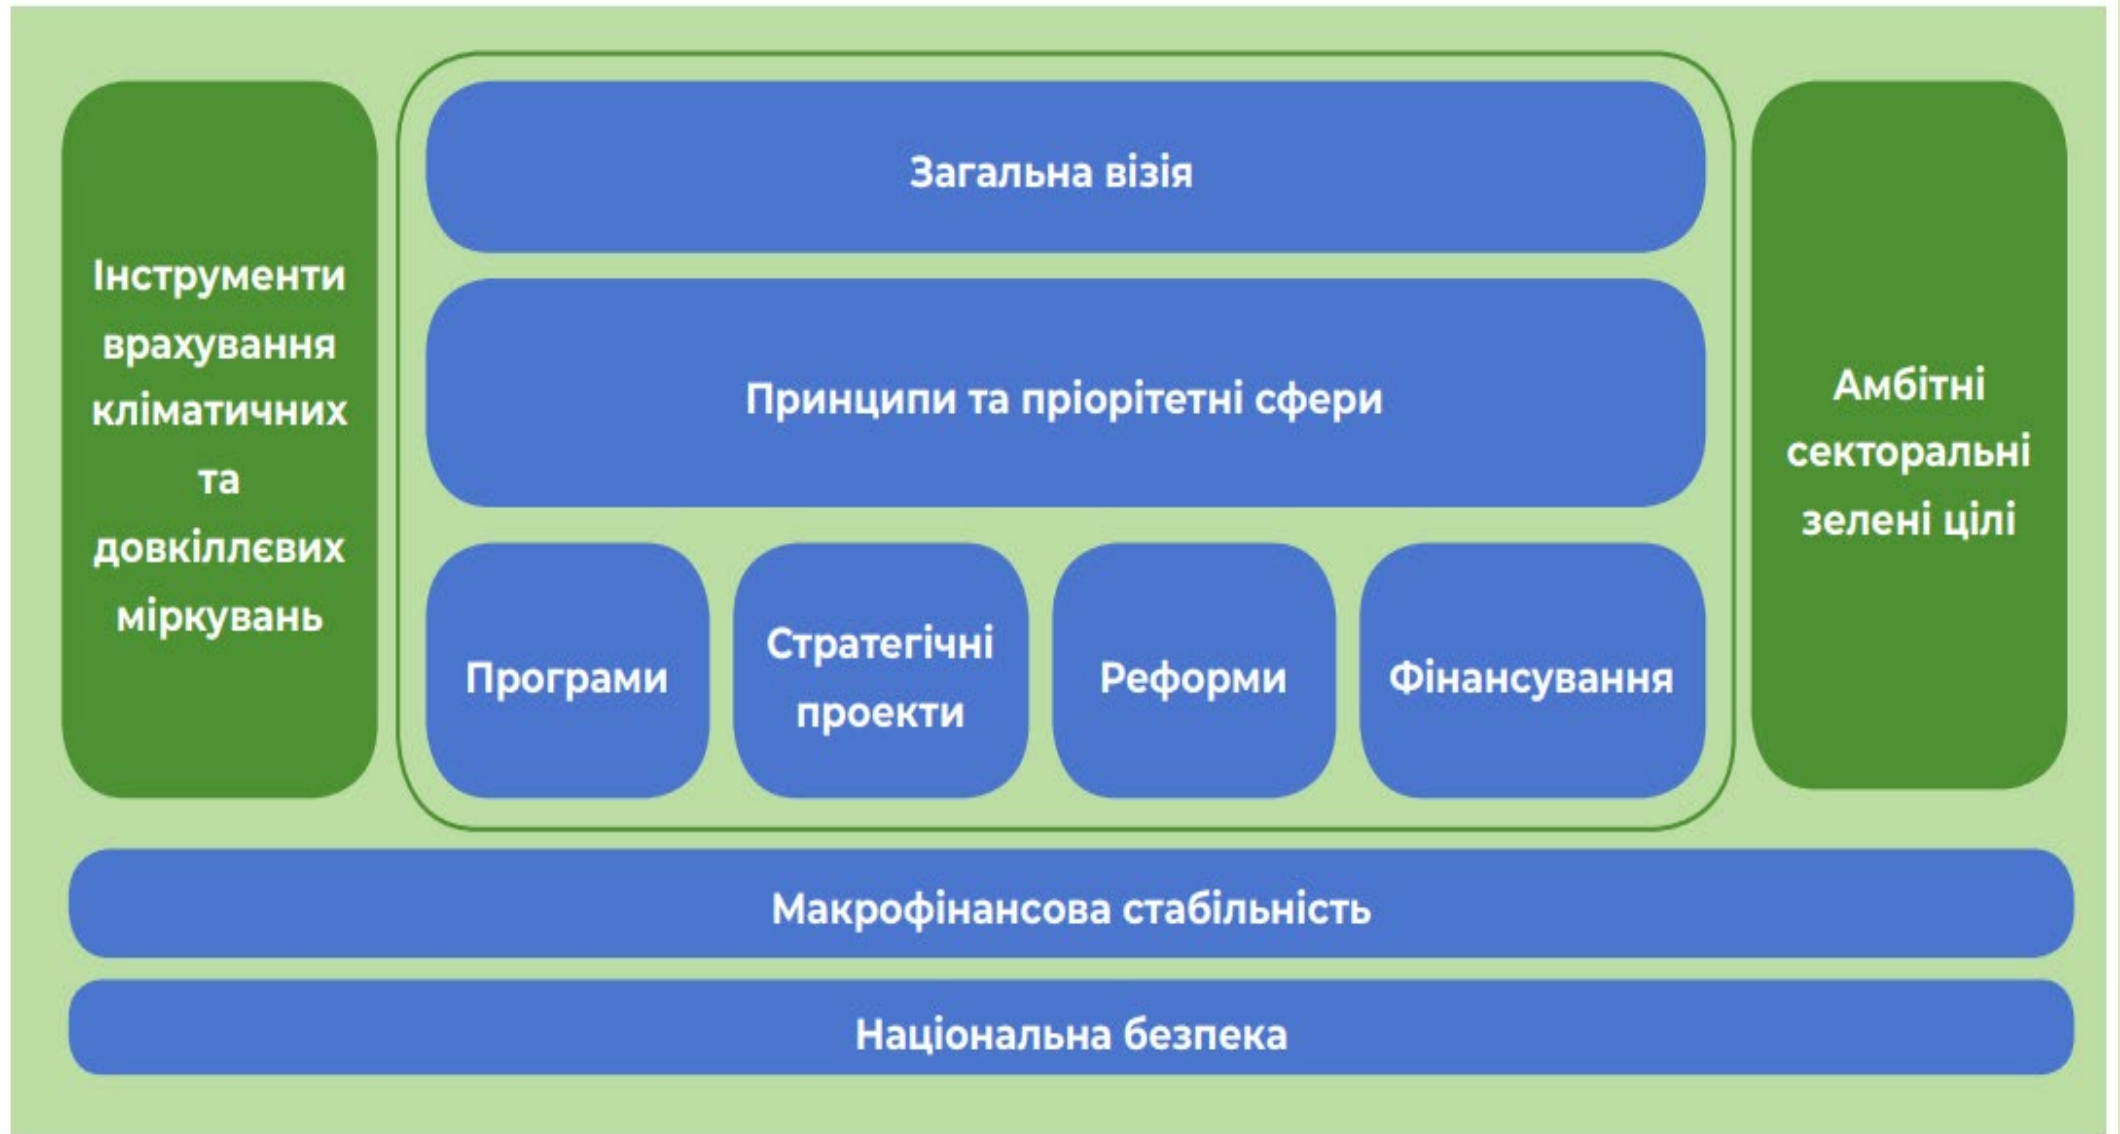 Інструменти
врахування
кліматичних
та
довкіллєвих
міркувань
Загальна візія
Принципи та пріорітетні сфери
Програми
Стратегічні
проекти
Реформи
Фінансування
Амбітні
секторальні
зелені цілі
Макрофінансова стабільність
Національна безпека